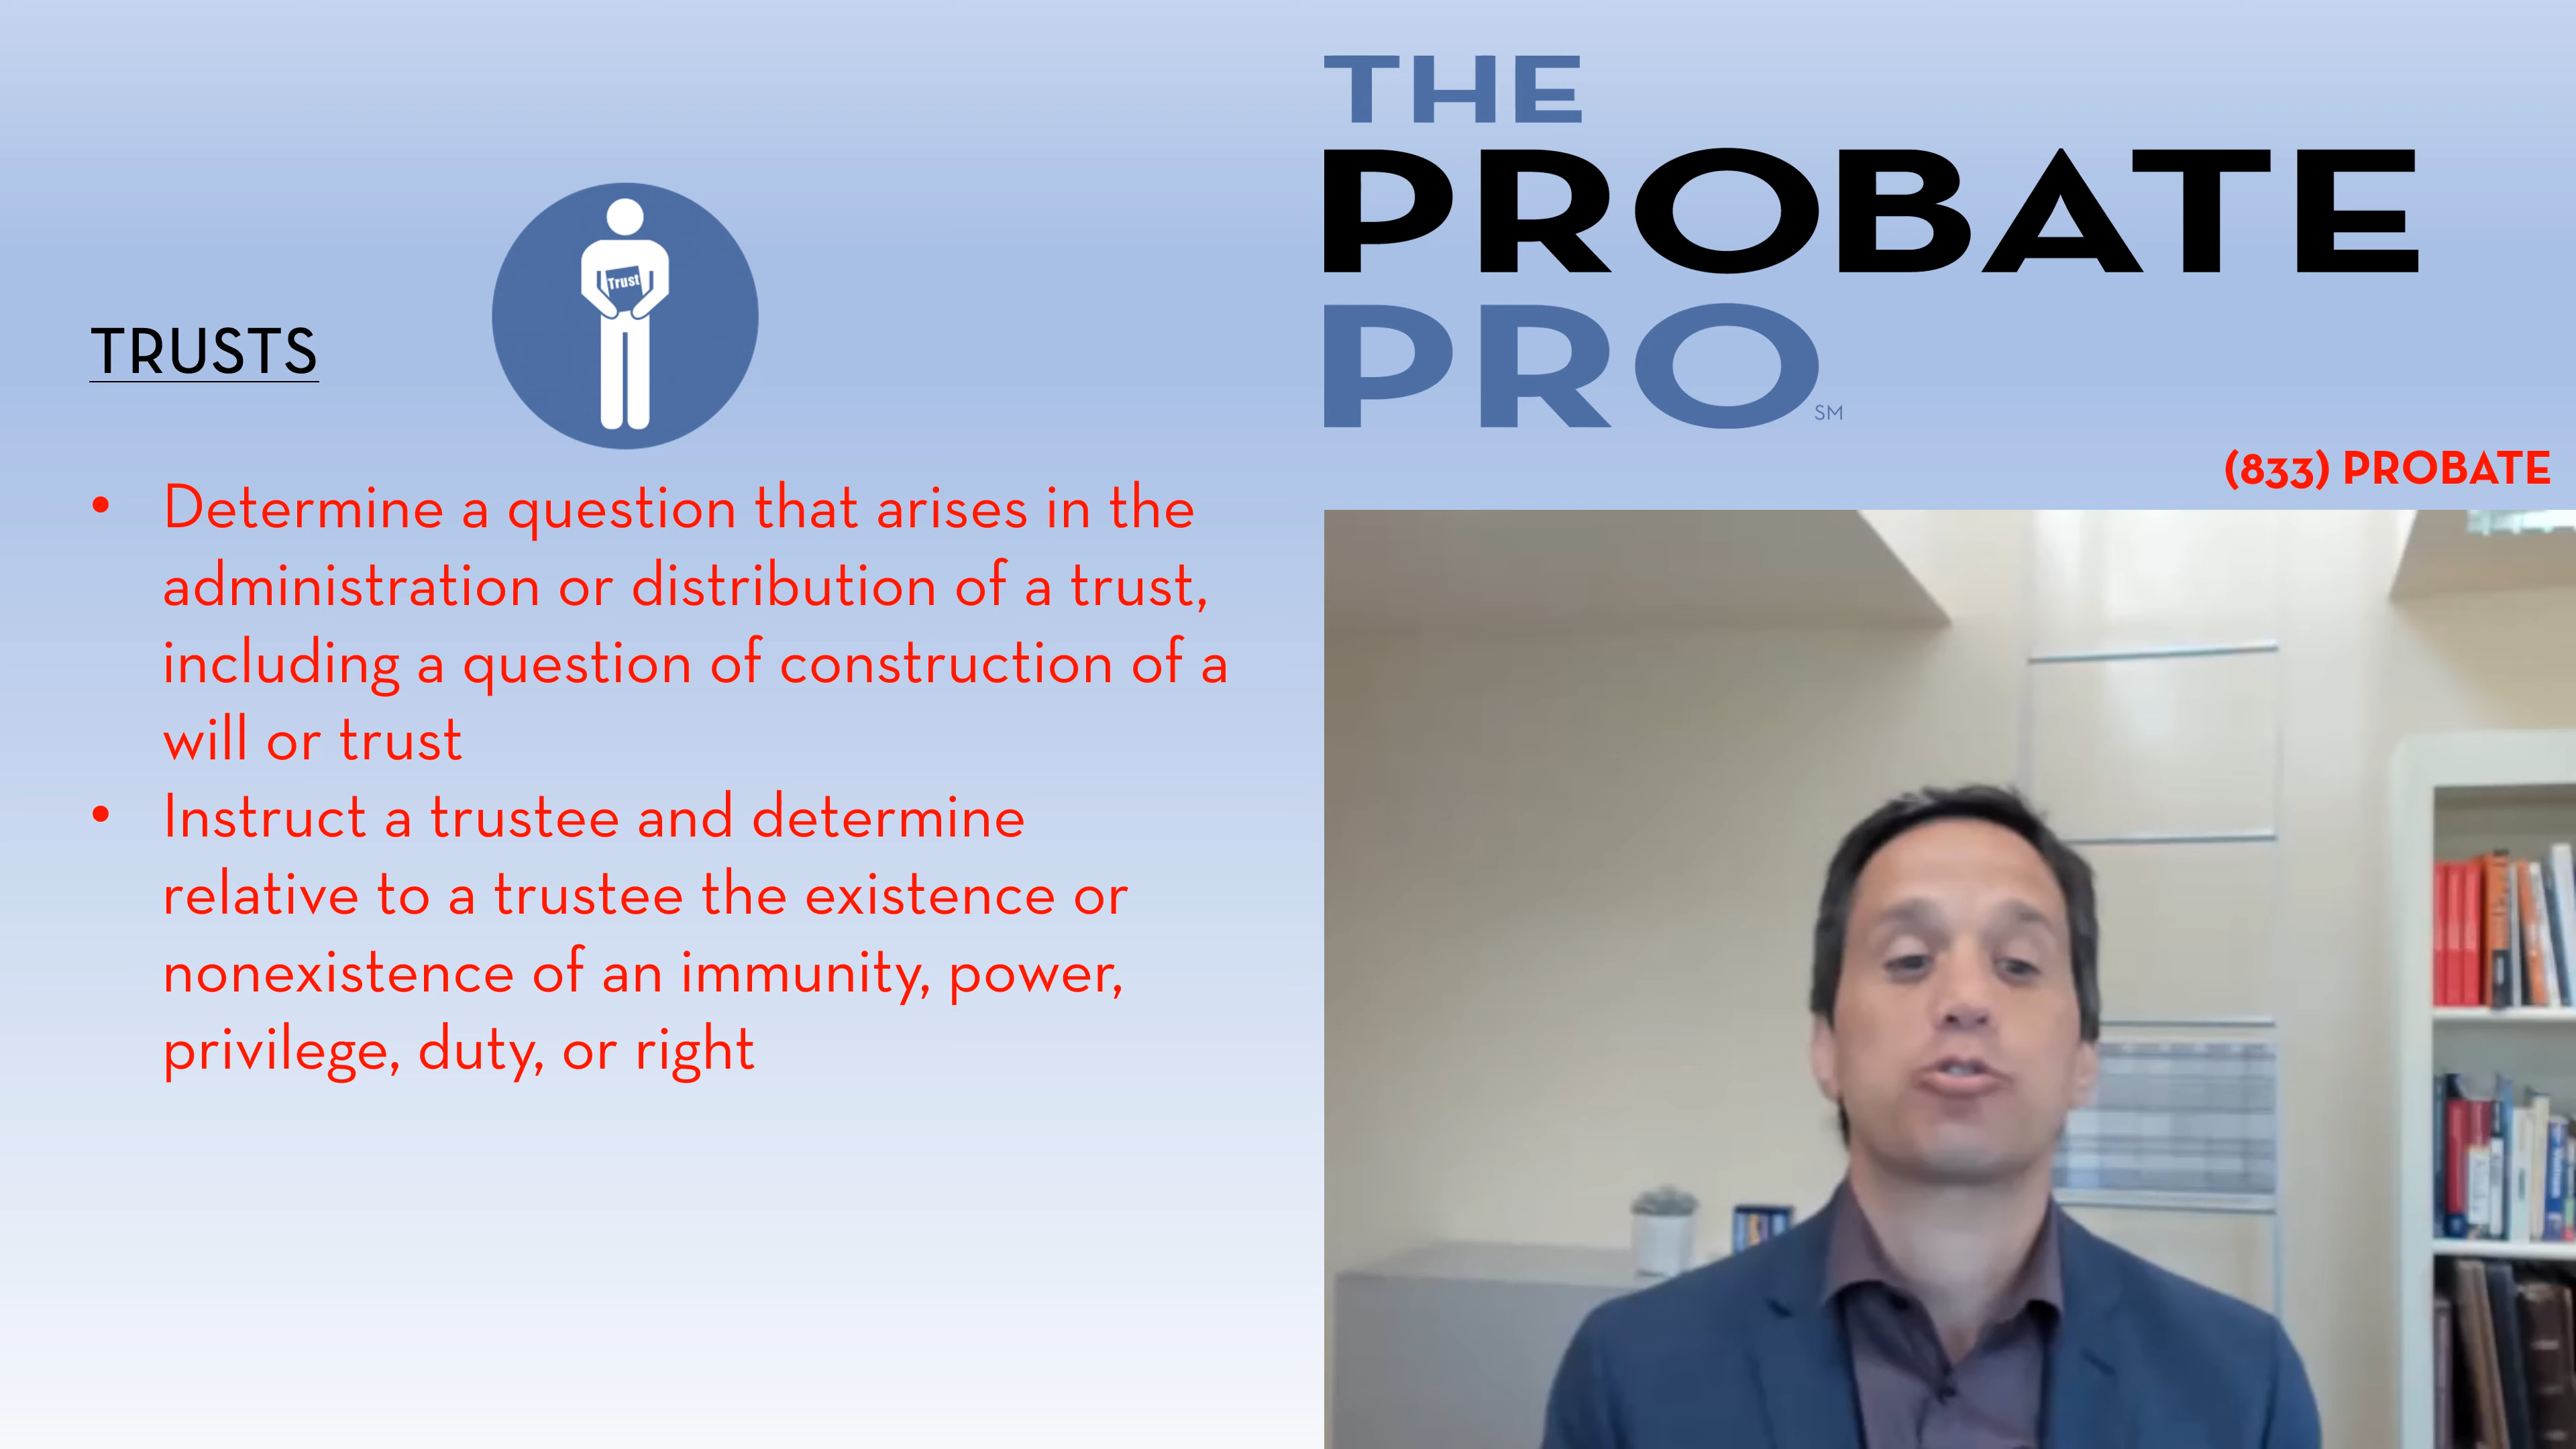 THE
PROBATE
PRO
SM
(833) PROBATE
Trust
TRUSTS
• Determine a question that arises in the
administration or distribution of a trust,
including a question of construction of a
will or trust
• Instruct a trustee and determine
relative to a trustee the existence or
nonexistence of an immunity, power,
privilege, duty, or right